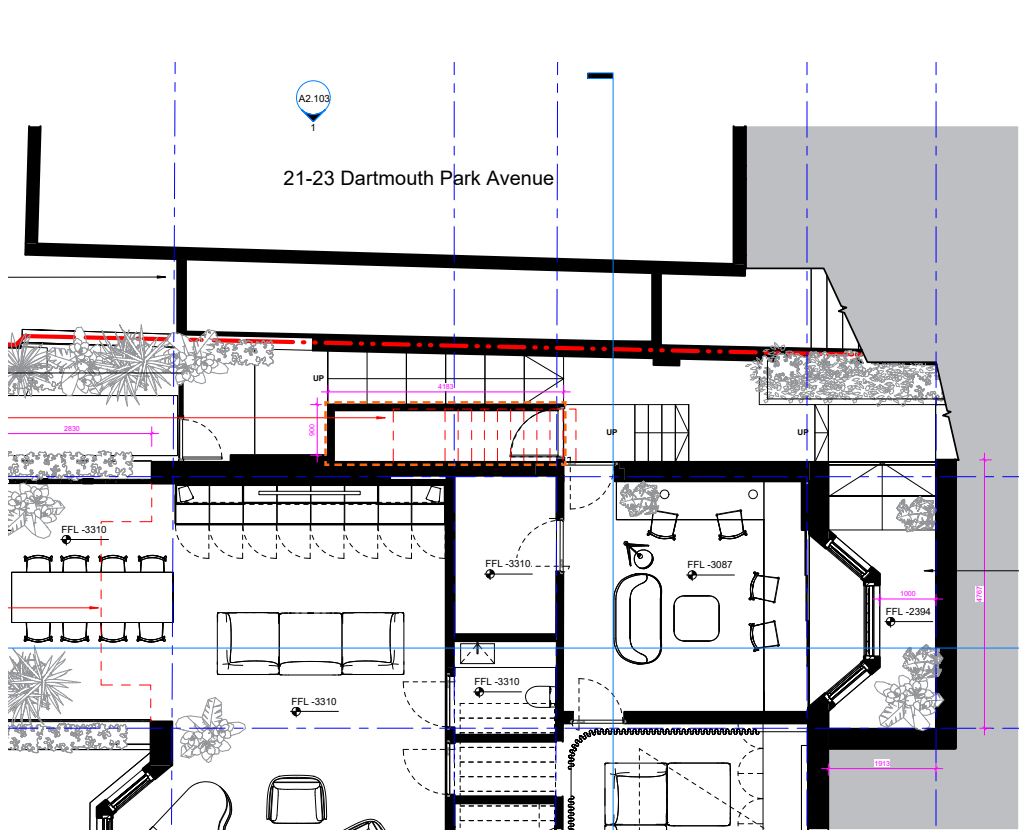 A2.103
1
21-23 Dartmouth Park Avenue
UP
4183
900
UP
UP
2830
FFL -3310
FFL -3310
FFL -3087
4767
1000
FFL -2394
FFL -3310
FFL -3310
1913